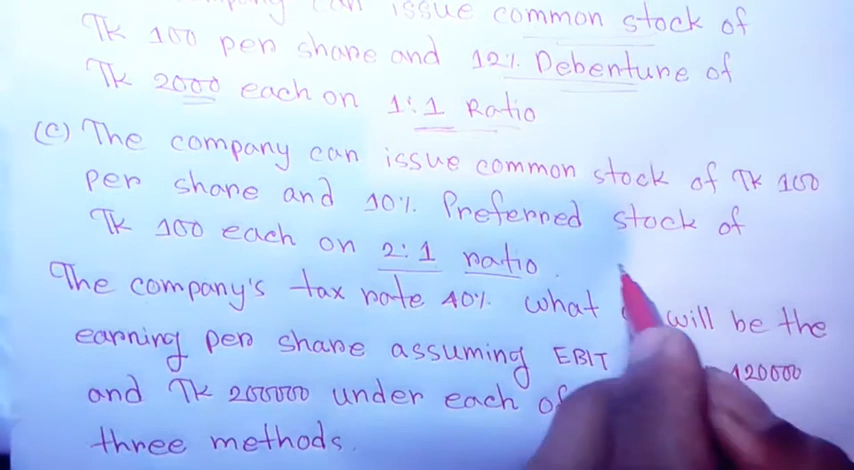 can issue common stock of
TK 100 per share and 12% Debenture of
TK 2000 each on 1:1 Ratio
(C) The company can issue common stock of TK 100
per share and 10% Preferred stock of
TK 100 each on 2:1 ratio.
The company's tax rate 40% what will be the
earning per share assuming EBIT 120000
and TK 200000 under each of
three methods.